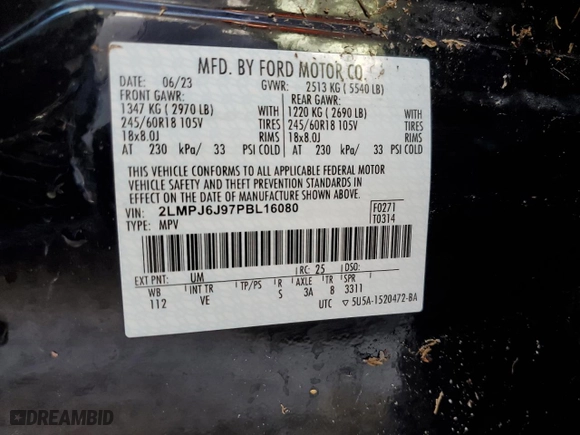 MFD. BY FORD MOTOR CO.
DATE: 06/23 GVWR: 2513 KG ( 5540 LB)
FRONT GAWR: REAR GAWR:
1347 KG ( 2970 LB) WITH 1220 KG ( 2690 LB) WITH
245/60R18 105V TIRES 245/60R18 105V TIRES
18x8.0J RIMS 18x8.0J RIMS
AT 230 kPa/ 33 PSI COLD AT 230 kPa/ 33 PSI COLD
THIS VEHICLE CONFORMS TO ALL APPLICABLE FEDERAL MOTOR
VEHICLE SAFETY AND THEFT PREVENTION STANDARDS IN
EFFECT ON THE DATE OF MANUFACTURE SHOWN ABOVE.
VIN: 2LMPJ6J97PBL16080 F0271
TYPE: MPV T0314
EXT PNT: UM RC: 25 DSO:
WB INT TR TP/PS R AXLE TR SPR
112 VE S 3A 8 3311
UTC ▽ 5U5A-1520472-BA
DREAMBID